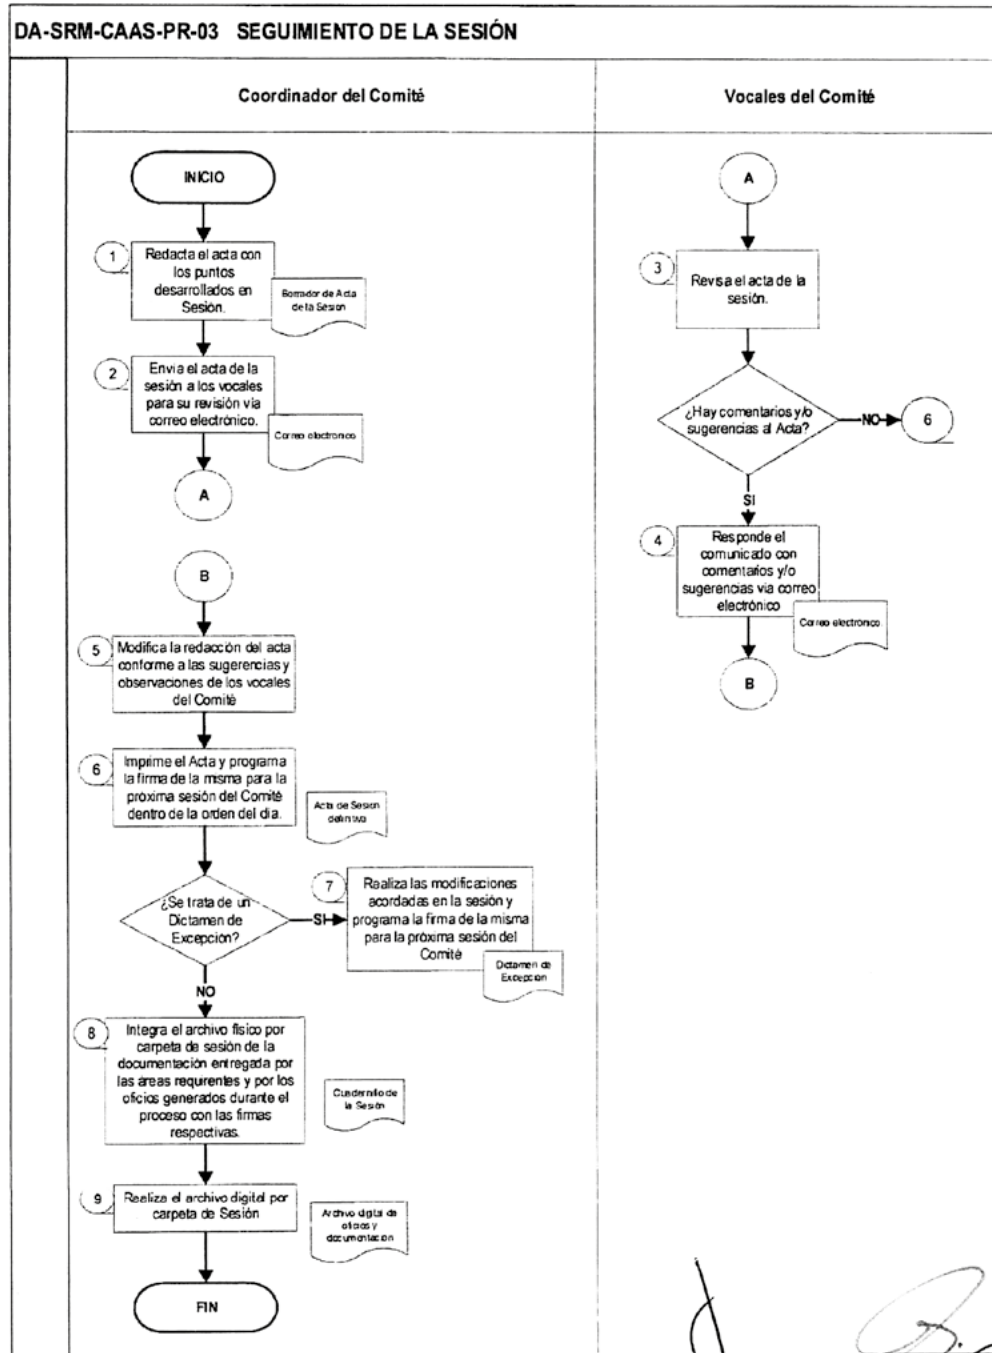 DA-SRM-CAAS-PR-03 SEGUIMIENTO DE LA SESIÓN
Coordinador del Comité
INICIO
1
Redacta el acta con
los puntos
desarrollados en
Sesión.
Borrador de Acta
de la Sesion
2
Envia el acta de la
sesión a los vocales
para su revisión vía
correo electrónico.
Correo electronico
A
B
5
Modifica la redacción del acta
conforme a las sugerencias y
observaciones de los vocales
del Comité
6
Imprime el Acta y programa
la firma de la misma para la
próxima sesión del Comité
dentro de la orden del dia.
Acta de Sesion
definitivo
¿Se trata de un
Dictamen de
Excepción?
SI
7
Realiza las modificaciones
acordadas en la sesión y
programa la firma de la misma
para la próxima sesión del
Comité
Dictamen de
Excepcion
NO
8
Integra el archivo físico por
carpeta de sesión de la
documentación entregada por
las áreas requirentes y por los
oficios generados durante el
proceso con las firmas
respectivas.
Cuadernillo de
la Sesión
9
Realiza el archivo digital por
carpeta de Sesión
Archivo digital de
oficios y
documentacion
FIN
Vocales del Comité
A
3
Revisa el acta de la
sesión.
¿Hay comentarios y/o
sugerencias al Acta?
NO
6
SI
4
Responde el
comunicado con
comentarios y/o
sugerencias via correo
electrónico
Correo electronico
B